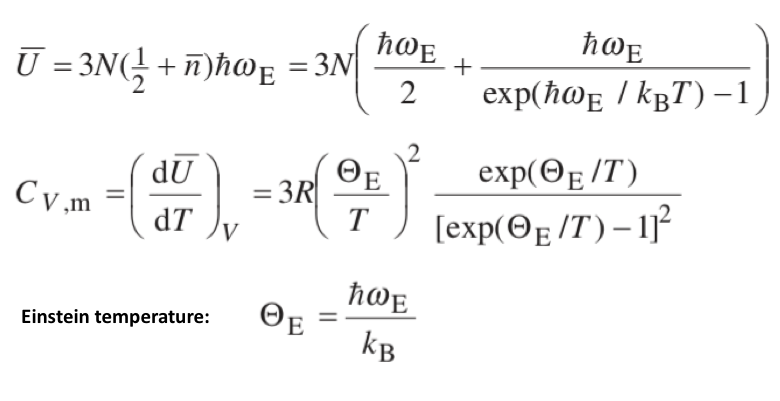 U̅ = 3N(1/2 + n̅)ħω_E = 3N( ħω_E / 2 + ħω_E / exp(ħω_E / k_BT) − 1 )
C_V,m = ( dU̅ / dT )_V = 3R( Θ_E / T )^2 exp(Θ_E/T) / [exp(Θ_E/T) − 1]^2
Einstein temperature: Θ_E = ħω_E / k_B